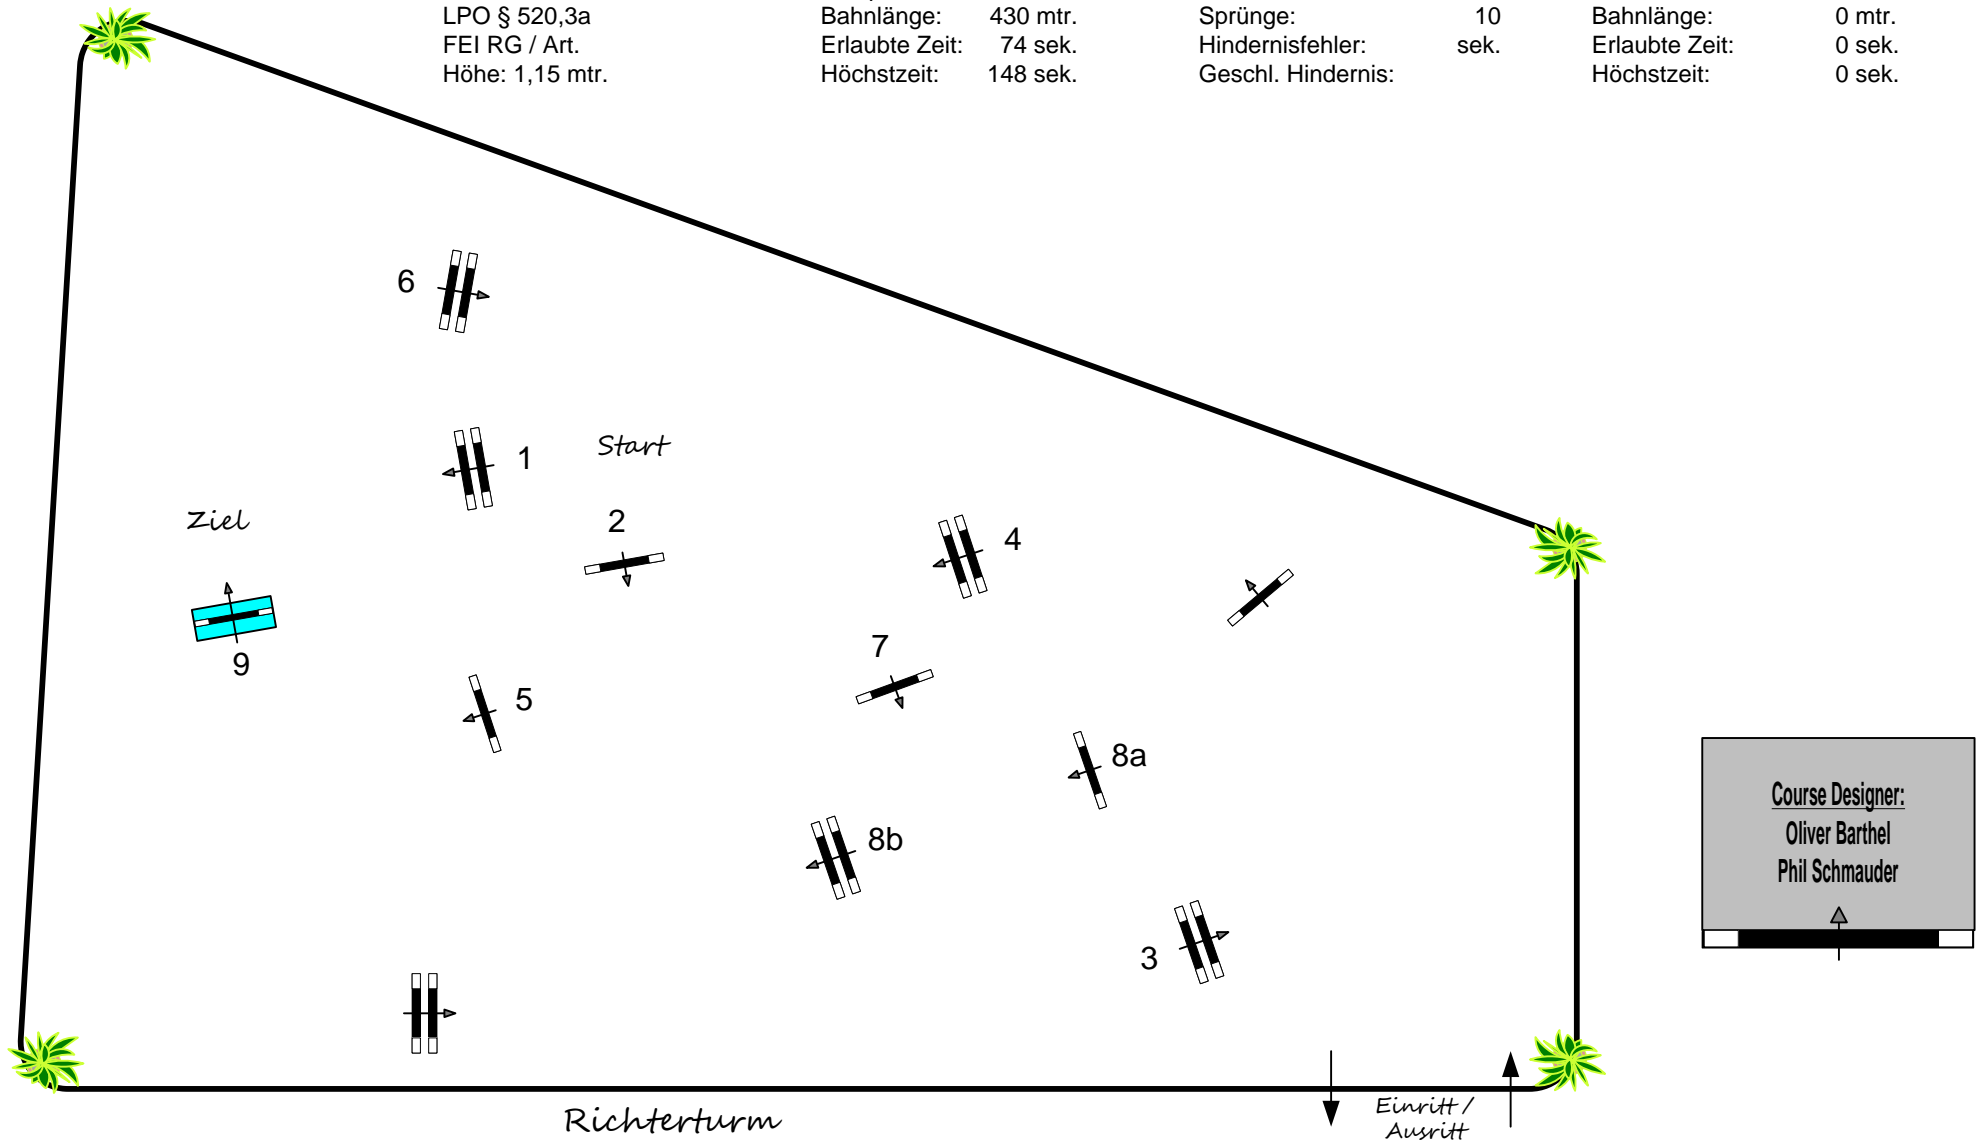 LPO § 520,3a Bahnlänge: 430 mtr. Sprünge: 10 Bahnlänge: 0 mtr.
FEI RG / Art. Erlaubte Zeit: 74 sek. Hindernisfehler: sek. Erlaubte Zeit: 0 sek.
Höhe: 1,15 mtr. Höchstzeit: 148 sek. Geschl. Hindernis: Höchstzeit: 0 sek.
6
1
Start
Ziel
2
4
7
9
5
8a
8b
3
Course Designer:
Oliver Barthel
Phil Schmauder
Richterturm
Einritt /
Ausritt